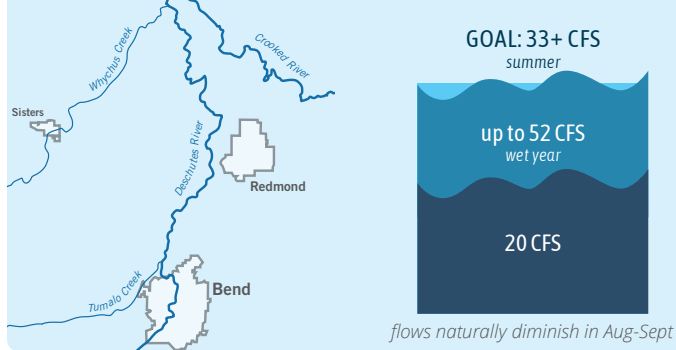 Whychus Creek
Crooked River
Sisters
Deschutes River
Redmond
Tumalo Creek
Bend
GOAL: 33+ CFS
summer
up to 52 CFS
wet year
20 CFS
flows naturally diminish in Aug-Sept